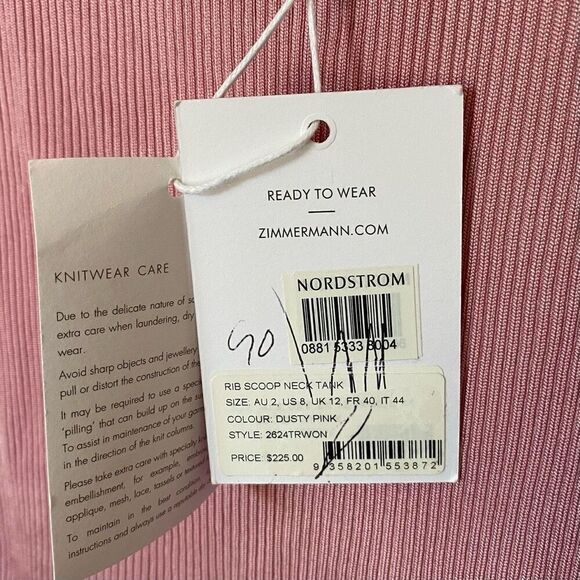 KNITWEAR CARE
Due to the delicate nature of
extra care when laundering, dry
wear.
Avoid sharp objects and jewellery,
pull or distort the construction of the
It may be required to use a
'pilling' that can build up on the
To assist in maintenance of your
in the direction of the knit columns.
Please take extra care with specialty
embellishment, for example,
applique, mesh, lace, tassels or
To maintain in the best condition
instructions and always use a
READY TO WEAR
ZIMMERMANN.COM
NORDSTROM
0881 5333 8004
RIB SCOOP NECK TANK
SIZE: AU 2, US 8, UK 12, FR 40, IT 44
COLOUR: DUSTY PINK
STYLE: 2624TRWON
PRICE: $225.00
9 358201 553872